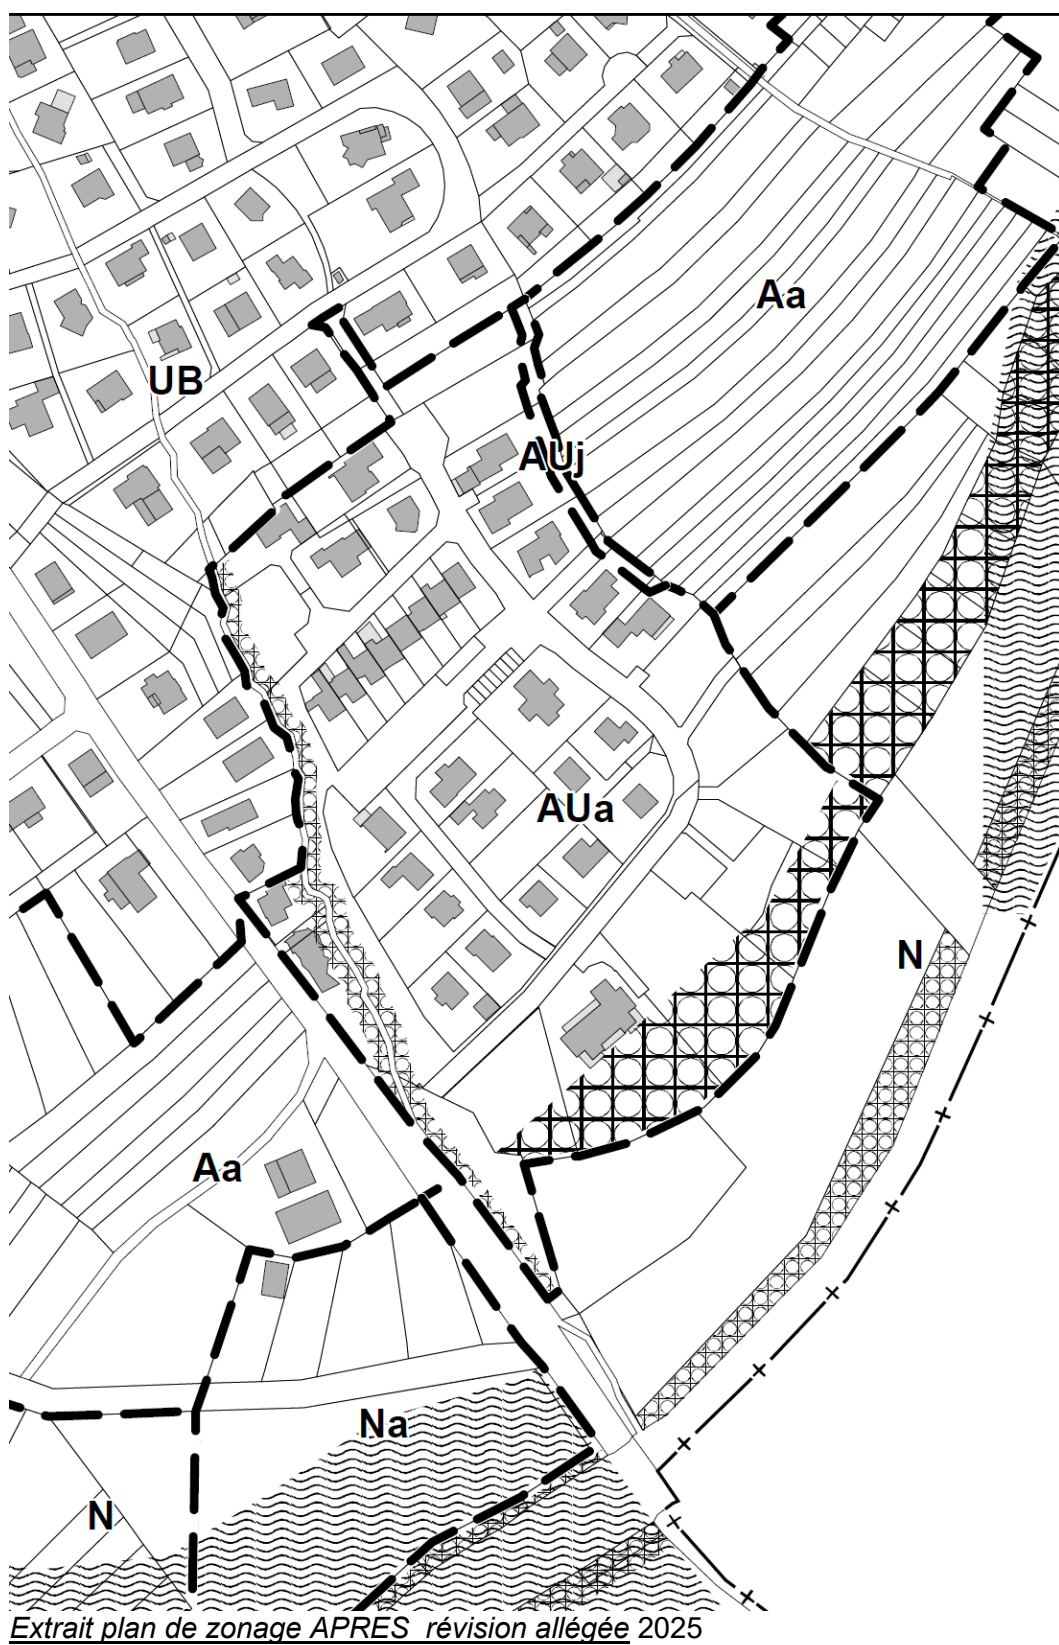 Aa
UB
AUj
AUa
N
Aa
Na
N
Extrait plan de zonage APRES révision allégée 2025